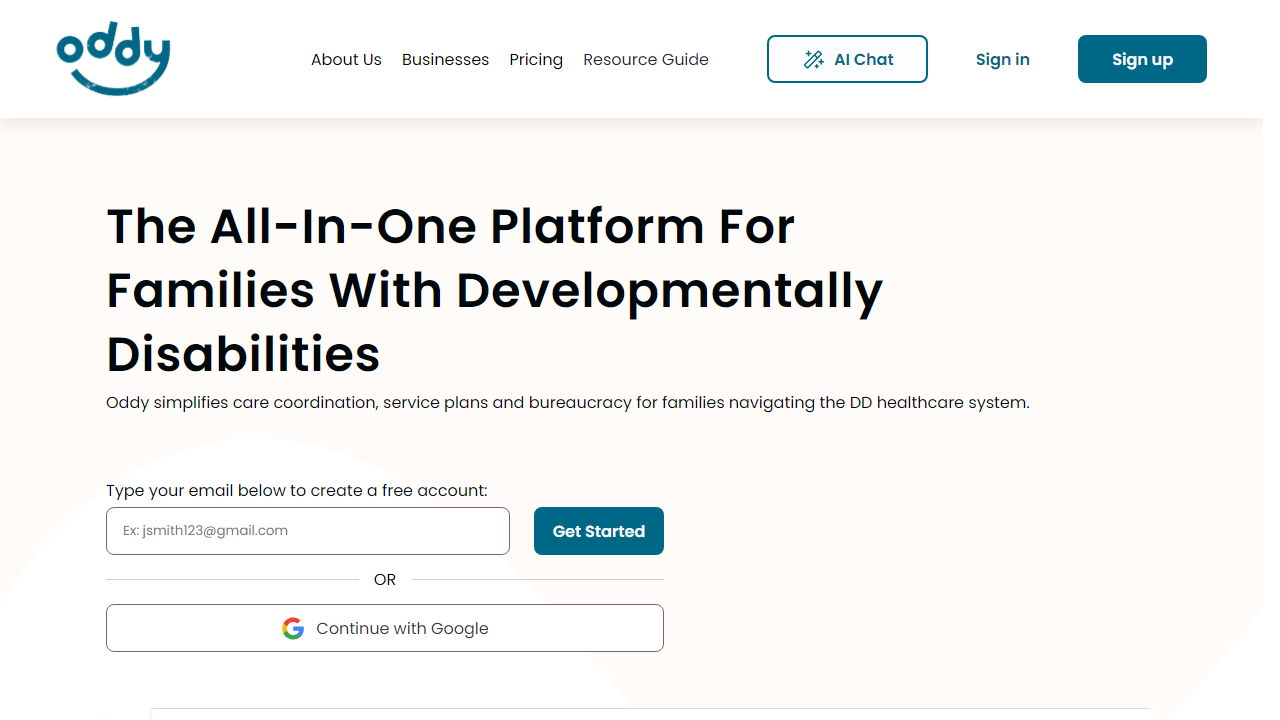 oddy
About Us Businesses Pricing Resource Guide AI Chat Sign in Sign up
The All-In-One Platform For
Families With Developmentally
Disabilities
Oddy simplifies care coordination, service plans and bureaucracy for families navigating the DD healthcare system.
Type your email below to create a free account:
Ex: jsmith123@gmail.com Get Started
OR
Continue with Google